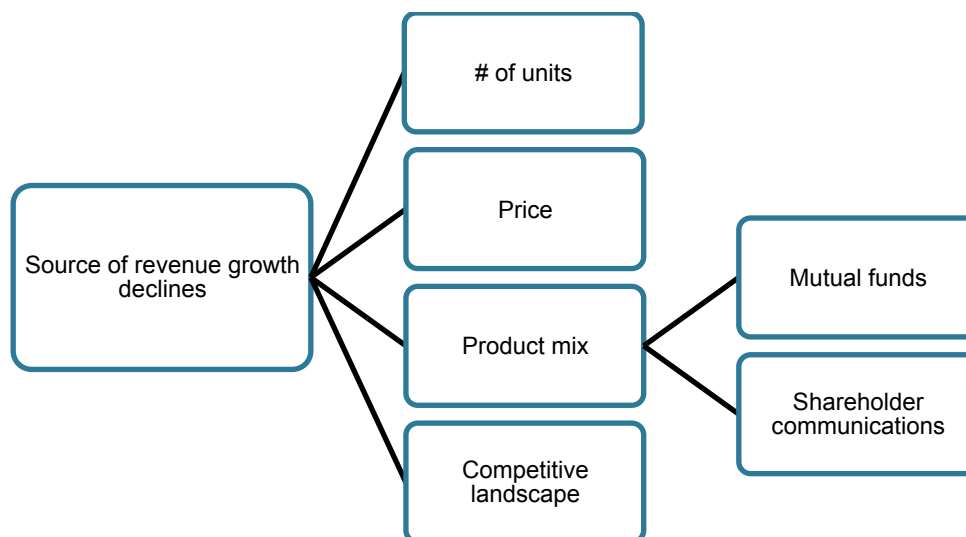 Source of revenue growth
declines
# of units
Price
Product mix
Competitive
landscape
Mutual funds
Shareholder
communications